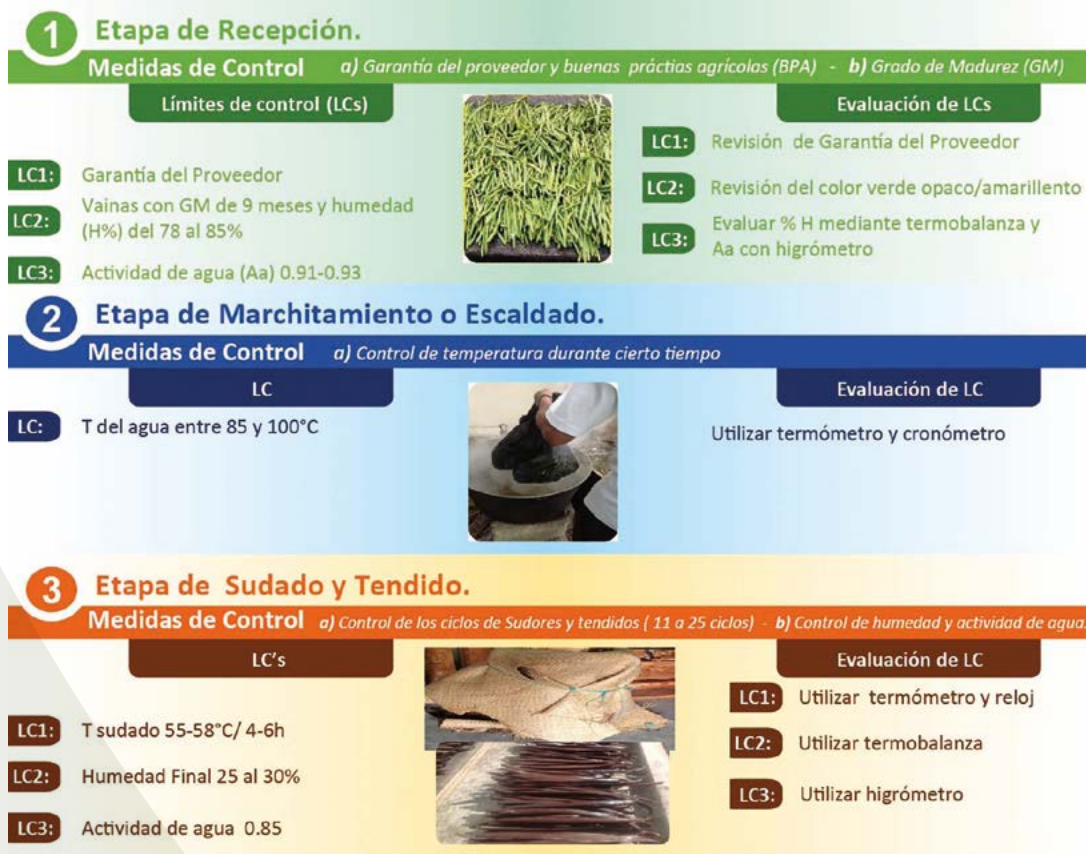 1 Etapa de Recepción.
Medidas de Control a) Garantía del proveedor y buenas práctias agrícolas (BPA) - b) Grado de Madurez (GM)
Límites de control (LCs)
LC1: Garantía del Proveedor
LC2: Vainas con GM de 9 meses y humedad
(H%) del 78 al 85%
LC3: Actividad de agua (Aa) 0.91-0.93
Evaluación de LCs
LC1: Revisión de Garantía del Proveedor
LC2: Revisión del color verde opaco/amarillento
LC3: Evaluar % H mediante termobalanza y
Aa con higrómetro
2 Etapa de Marchitamiento o Escaldado.
Medidas de Control a) Control de temperatura durante cierto tiempo
LC
LC: T del agua entre 85 y 100°C
Evaluación de LC
Utilizar termómetro y cronómetro
3 Etapa de Sudado y Tendido.
Medidas de Control a) Control de los ciclos de Sudores y tendidos ( 11 a 25 ciclos) - b) Control de humedad y actividad de agua.
LC's
LC1: T sudado 55-58°C/ 4-6h
LC2: Humedad Final 25 al 30%
LC3: Actividad de agua 0.85
Evaluación de LC
LC1: Utilizar termómetro y reloj
LC2: Utilizar termobalanza
LC3: Utilizar higrómetro